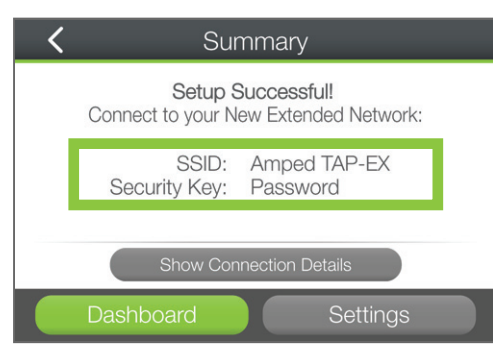 Summary
Setup Successful!
Connect to your New Extended Network:
SSID: Amped TAP-EX
Security Key: Password
Show Connection Details
Dashboard Settings